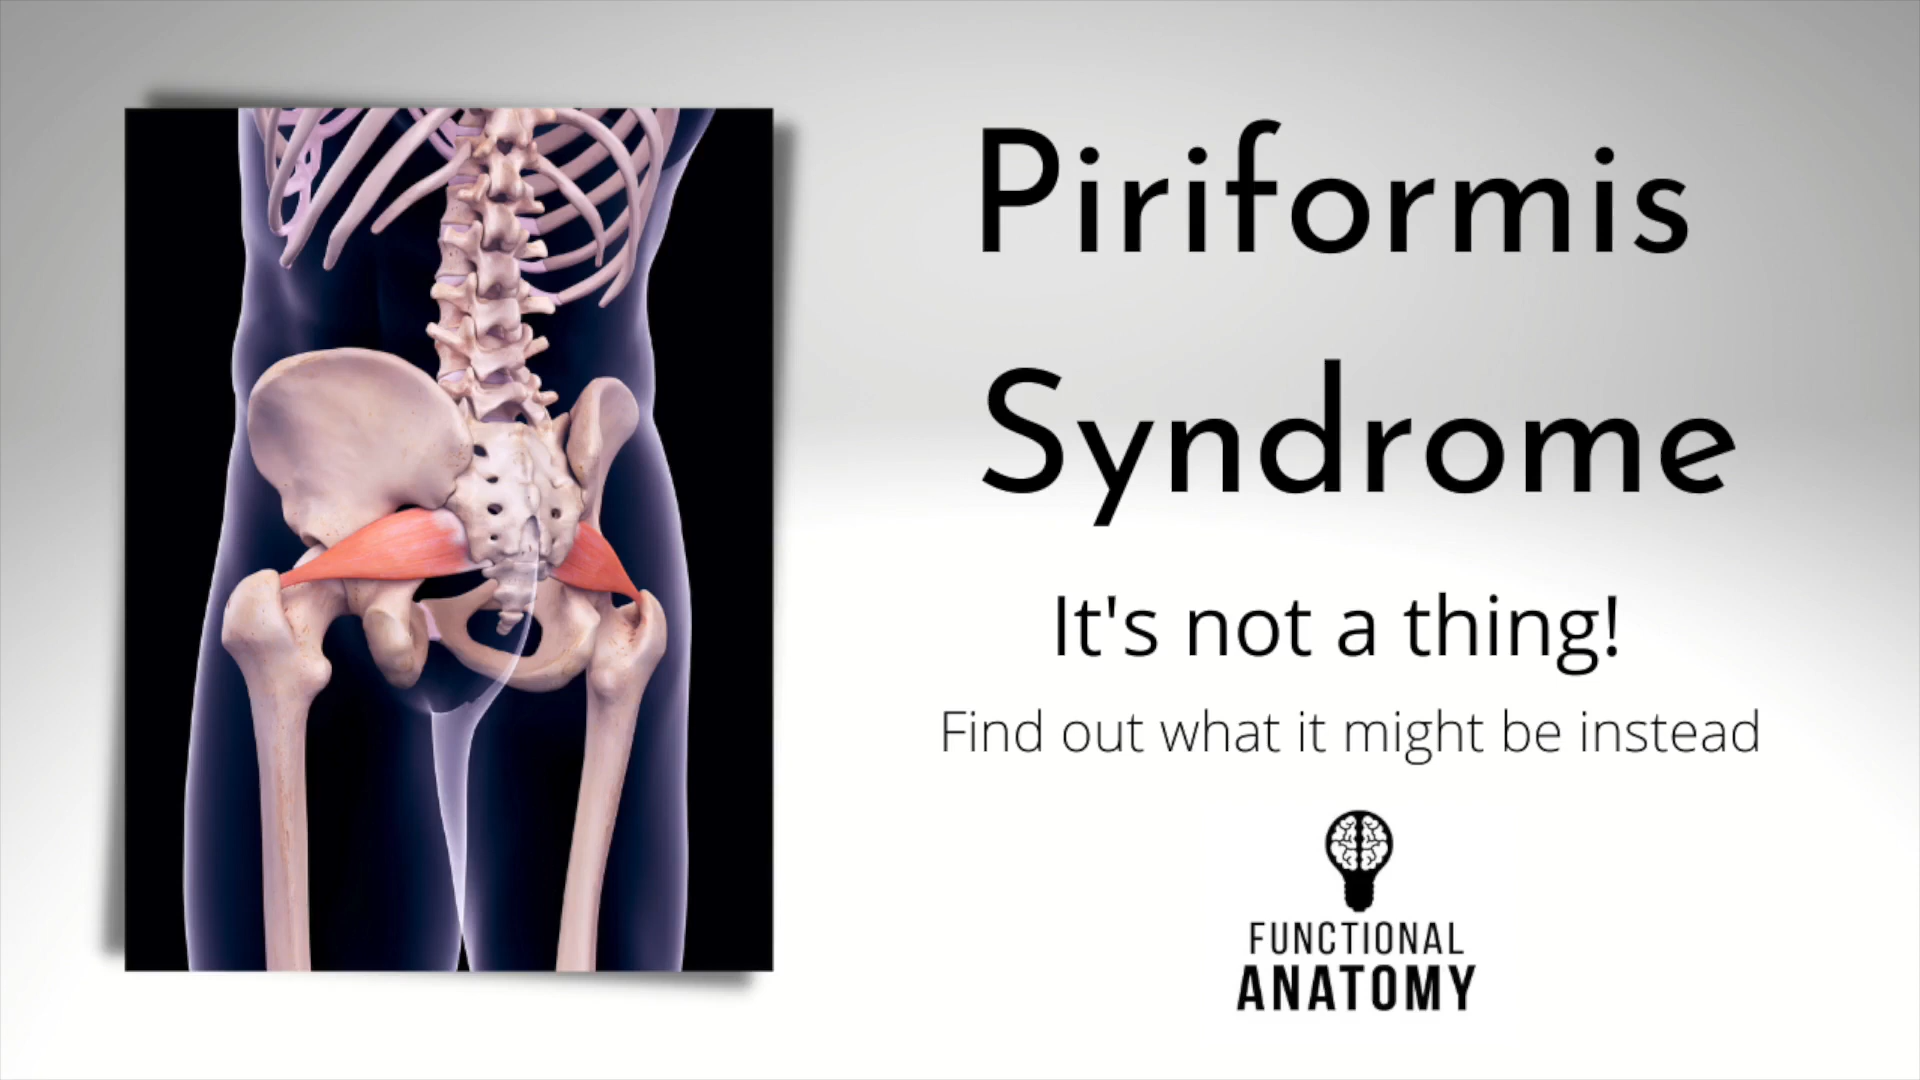 Piriformis
Syndrome
It's not a thing!
Find out what it might be instead
FUNCTIONAL
ANATOMY